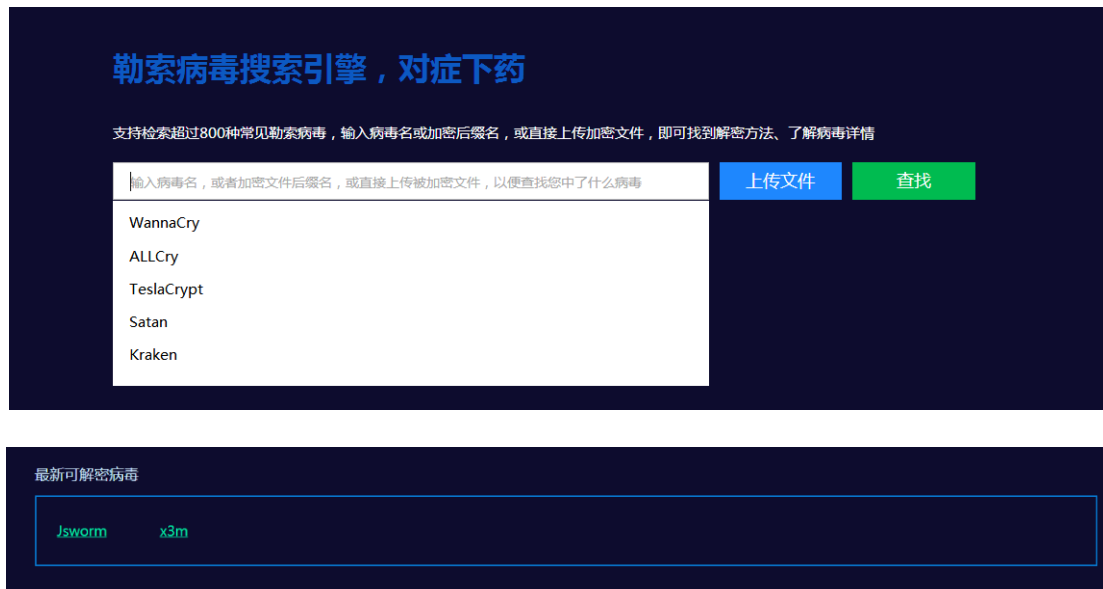 勒索病毒搜索引擎，对症下药
支持检索超过800种常见勒索病毒，输入病毒名或加密后缀名，或直接上传加密文件，即可找到解密方法、了解病毒详情
输入病毒名，或者加密文件后缀名，或直接上传被加密文件，以便查找您中了什么病毒 上传文件 查找
WannaCry
ALLCry
TeslaCrypt
Satan
Kraken
最新可解密病毒
Jsworm x3m